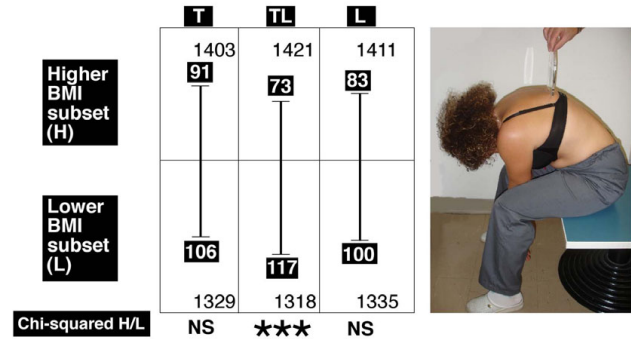 T TL L
Higher
BMI
subset
(H)
1403 1421 1411
91 73 83
Lower
BMI
subset
(L)
106 117 100
1329 1318 1335
Chi-squared H/L NS *** NS